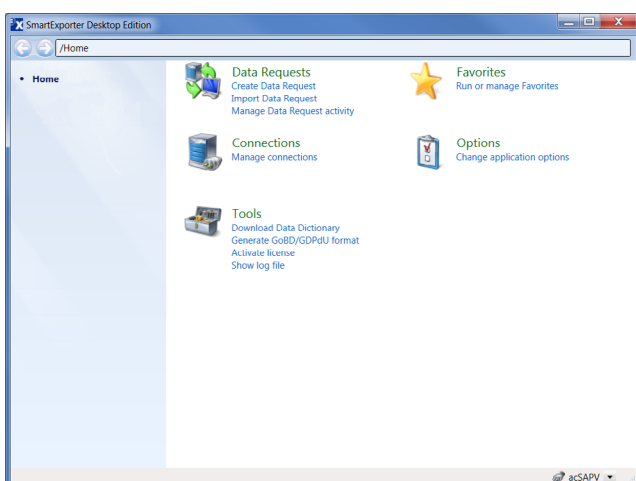 SmartExporter Desktop Edition
/Home
Home
Data Requests
Create Data Request
Import Data Request
Manage Data Request activity
Favorites
Run or manage Favorites
Connections
Manage connections
Options
Change application options
Tools
Download Data Dictionary
Generate GoBD/GDPdU format
Activate license
Show log file
acSAPV